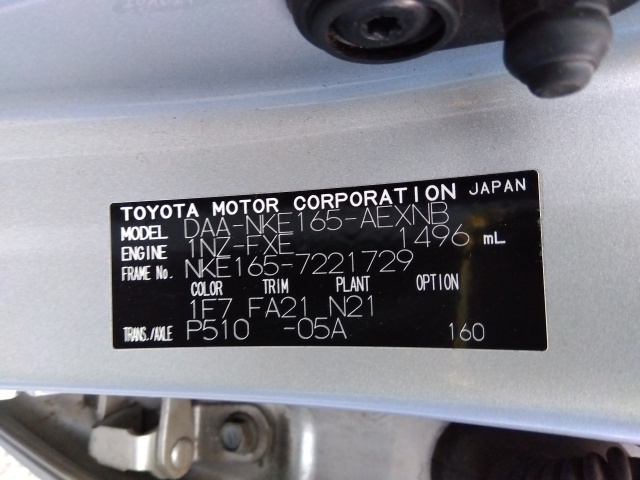 TOYOTA MOTOR CORPORATION JAPAN
MODEL DAA-NKE165-AEXNB
ENGINE 1NZ-FXE 1496 mL
FRAME No. NKE165-7221729
COLOR TRIM PLANT OPTION
1F7 FA21 N21
TRANS./AXLE P510 -05A 160